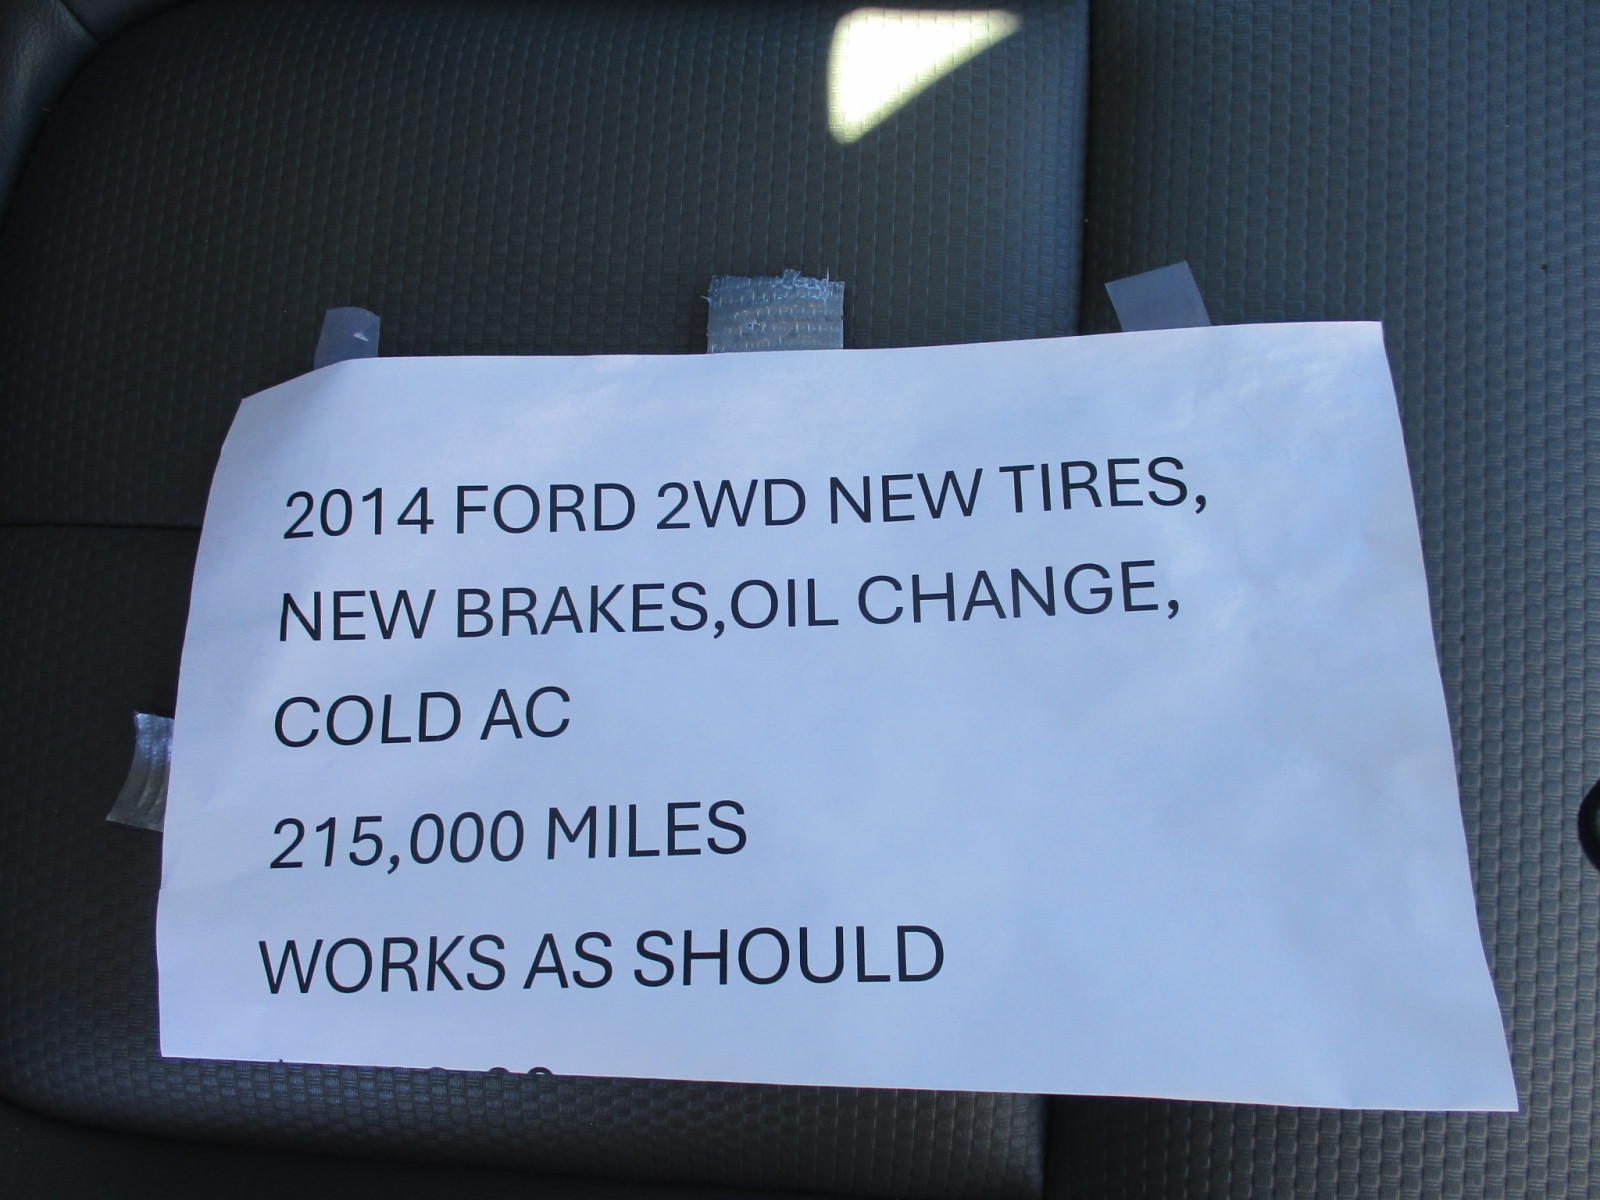 2014 FORD 2WD NEW TIRES,
NEW BRAKES,OIL CHANGE,
COLD AC
215,000 MILES
WORKS AS SHOULD